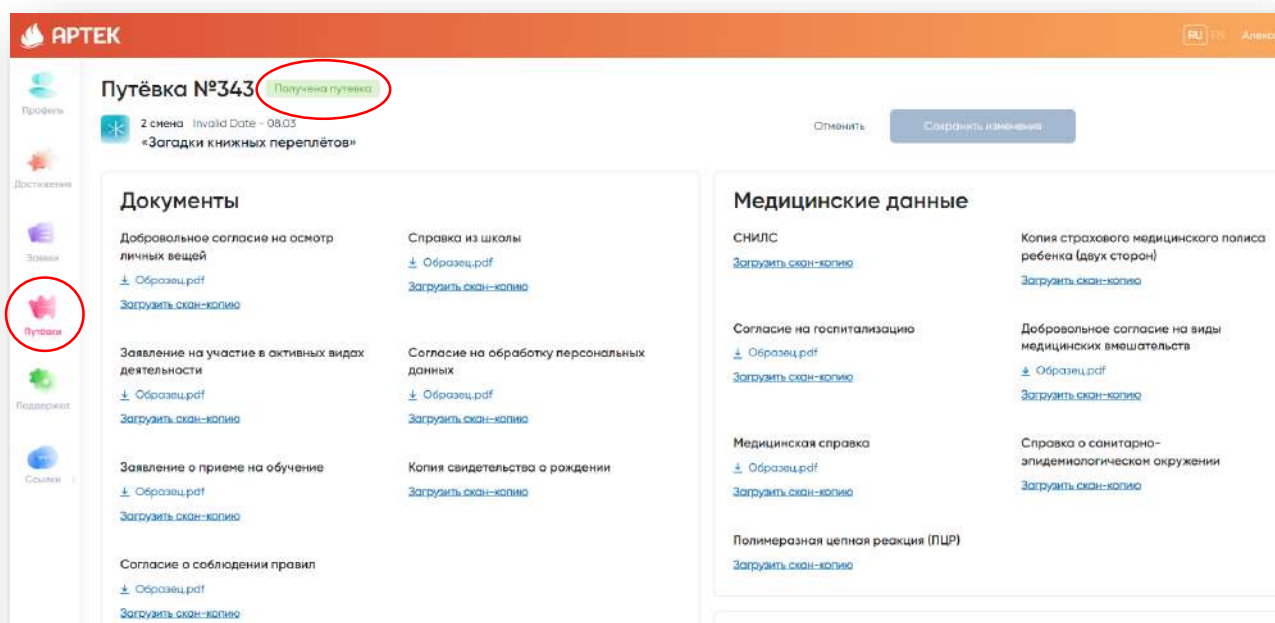 АРТЕК
RU EN Алекс
Профиль
Достижения
Заявки
Путёвки
Поддержка
Ссылки
Путёвка №343 Получена путевка
2 смена Invalid Date - 08.03
«Загадки книжных переплётов»
Отменить Сохранить изменения
Документы
Добровольное согласие на осмотр
личных вещей
Образец.pdf
Загрузить скан-копию
Справка из школы
Образец.pdf
Загрузить скан-копию
Заявление на участие в активных видах
деятельности
Образец.pdf
Загрузить скан-копию
Согласие на обработку персональных
данных
Образец.pdf
Загрузить скан-копию
Заявление о приеме на обучение
Образец.pdf
Загрузить скан-копию
Копия свидетельства о рождении
Загрузить скан-копию
Согласие о соблюдении правил
Образец.pdf
Загрузить скан-копию
Медицинские данные
СНИЛС
Загрузить скан-копию
Копия страхового медицинского полиса
ребенка (двух сторон)
Загрузить скан-копию
Согласие на госпитализацию
Образец.pdf
Загрузить скан-копию
Добровольное согласие на виды
медицинских вмешательств
Образец.pdf
Загрузить скан-копию
Медицинская справка
Образец.pdf
Загрузить скан-копию
Справка о санитарно-
эпидемиологическом окружении
Загрузить скан-копию
Полимеразная цепная реакция (ПЦР)
Загрузить скан-копию